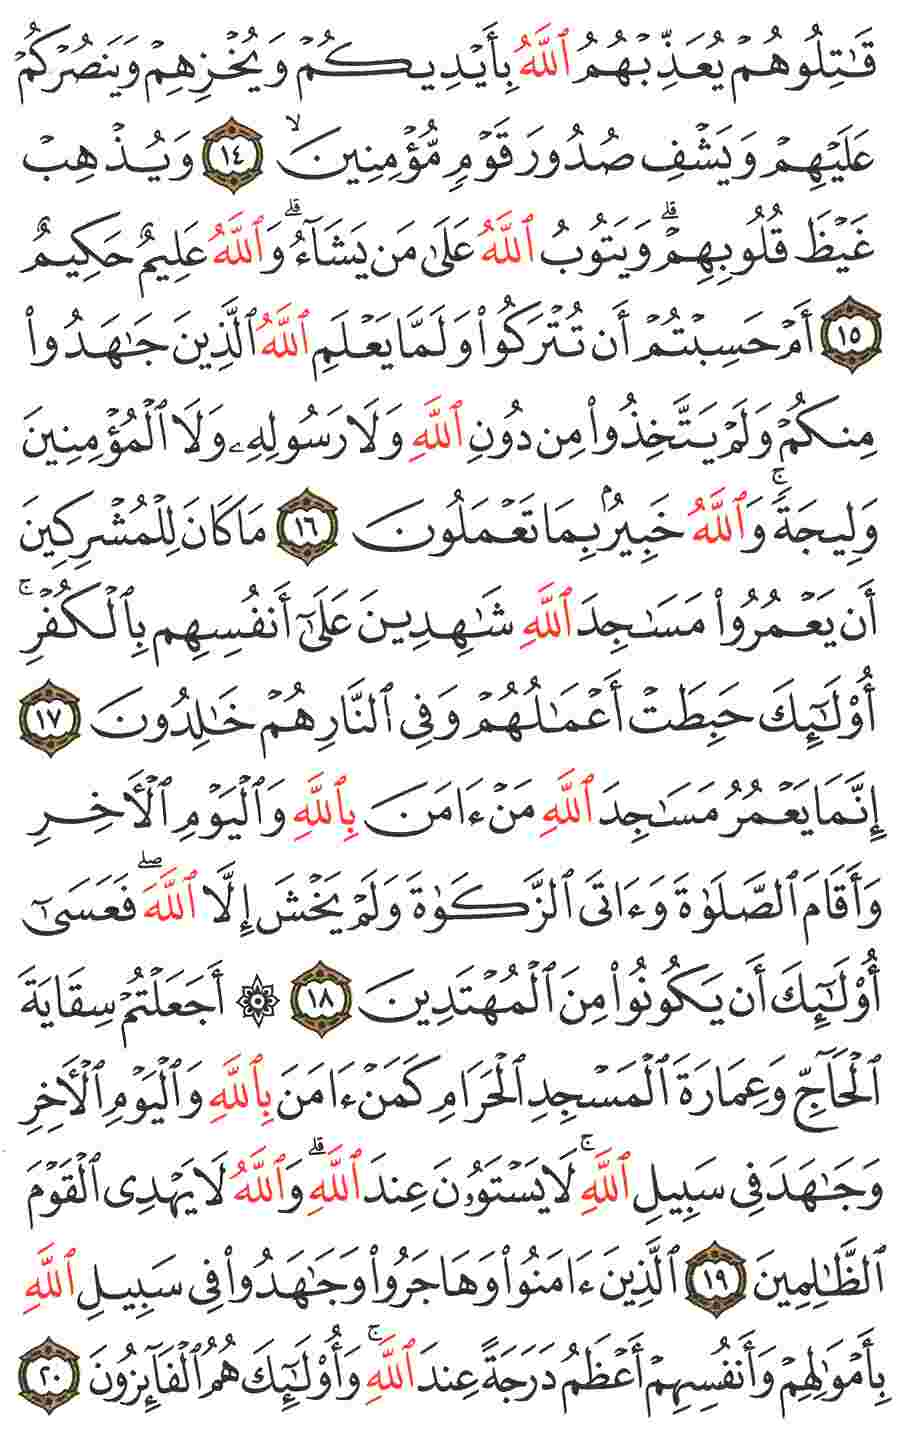 قَٰتِلُوهُمۡ يُعَذِّبۡهُمُ ٱللَّهُ بِأَيۡدِيكُمۡ وَيُخۡزِهِمۡ وَيَنصُرۡكُمۡ
عَلَيۡهِمۡ وَيَشۡفِ صُدُورَ قَوۡمٖ مُّؤۡمِنِينَ ۙ ١٤ وَيُذۡهِبۡ
غَيۡظَ قُلُوبِهِمۡۗ وَيَتُوبُ ٱللَّهُ عَلَىٰ مَن يَشَآءُۗ وَٱللَّهُ عَلِيمٌ حَكِيمٌ
١٥ أَمۡ حَسِبۡتُمۡ أَن تُتۡرَكُواْ وَلَمَّا يَعۡلَمِ ٱللَّهُ ٱلَّذِينَ جَٰهَدُواْ
مِنكُمۡ وَلَمۡ يَتَّخِذُواْ مِن دُونِ ٱللَّهِ وَلَا رَسُولِهِۦ وَلَا ٱلۡمُؤۡمِنِينَ
وَلِيجَةٗۚ وَٱللَّهُ خَبِيرُۢ بِمَا تَعۡمَلُونَ ١٦ مَا كَانَ لِلۡمُشۡرِكِينَ
أَن يَعۡمُرُواْ مَسَٰجِدَ ٱللَّهِ شَٰهِدِينَ عَلَىٰٓ أَنفُسِهِم بِٱلۡكُفۡرِۚ
أُوْلَٰٓئِكَ حَبِطَتۡ أَعۡمَٰلُهُمۡ وَفِي ٱلنَّارِ هُمۡ خَٰلِدُونَ ١٧
إِنَّمَا يَعۡمُرُ مَسَٰجِدَ ٱللَّهِ مَنۡ ءَامَنَ بِٱللَّهِ وَٱلۡيَوۡمِ ٱلۡأٓخِرِ
وَأَقَامَ ٱلصَّلَوٰةَ وَءَاتَى ٱلزَّكَوٰةَ وَلَمۡ يَخۡشَ إِلَّا ٱللَّهَۖ فَعَسَىٰٓ
أُوْلَٰٓئِكَ أَن يَكُونُواْ مِنَ ٱلۡمُهۡتَدِينَ ١٨ ۞ أَجَعَلۡتُمۡ سِقَايَةَ
ٱلۡحَآجِّ وَعِمَارَةَ ٱلۡمَسۡجِدِ ٱلۡحَرَامِ كَمَنۡ ءَامَنَ بِٱللَّهِ وَٱلۡيَوۡمِ ٱلۡأٓخِرِ
وَجَٰهَدَ فِي سَبِيلِ ٱللَّهِۚ لَا يَسۡتَوُۥنَ عِندَ ٱللَّهِۗ وَٱللَّهُ لَا يَهۡدِي ٱلۡقَوۡمَ
ٱلظَّٰلِمِينَ ١٩ ٱلَّذِينَ ءَامَنُواْ وَهَاجَرُواْ وَجَٰهَدُواْ فِي سَبِيلِ ٱللَّهِ
بِأَمۡوَٰلِهِمۡ وَأَنفُسِهِمۡ أَعۡظَمُ دَرَجَةً عِندَ ٱللَّهِۚ وَأُوْلَٰٓئِكَ هُمُ ٱلۡفَآئِزُونَ ٢٠